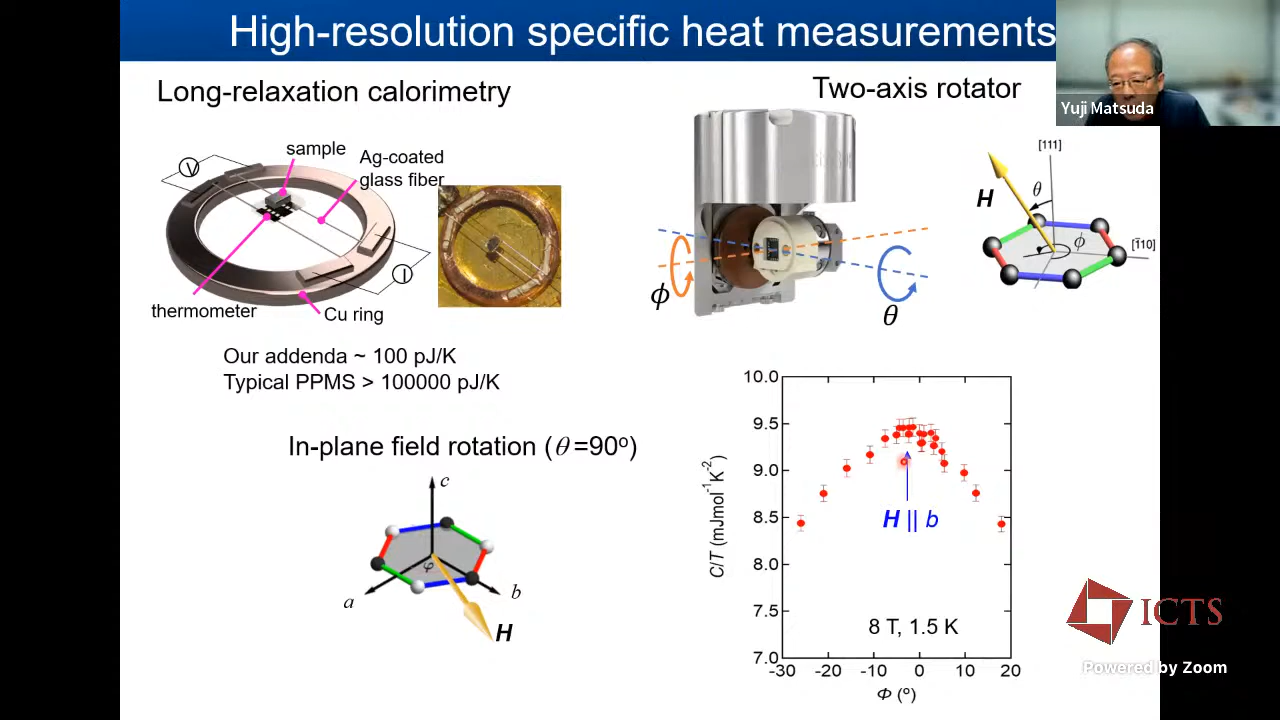 High-resolution specific heat measurements
Yuji Matsuda
Long-relaxation calorimetry
Two-axis rotator
sample
Ag-coated
glass fiber
V
I
thermometer
Cu ring
ϕ
θ
[111]
H
θ
ϕ
[1̅10]
Our addenda ~ 100 pJ/K
Typical PPMS > 100000 pJ/K
In-plane field rotation (θ =90º)
c
a
b
φ
H
C/T (mJmol⁻¹K⁻²)
10.0
9.5
9.0
8.5
8.0
7.5
7.0
H || b
8 T, 1.5 K
-30 -20 -10 0 10 20
Φ (º)
ICTS
Powered by Zoom